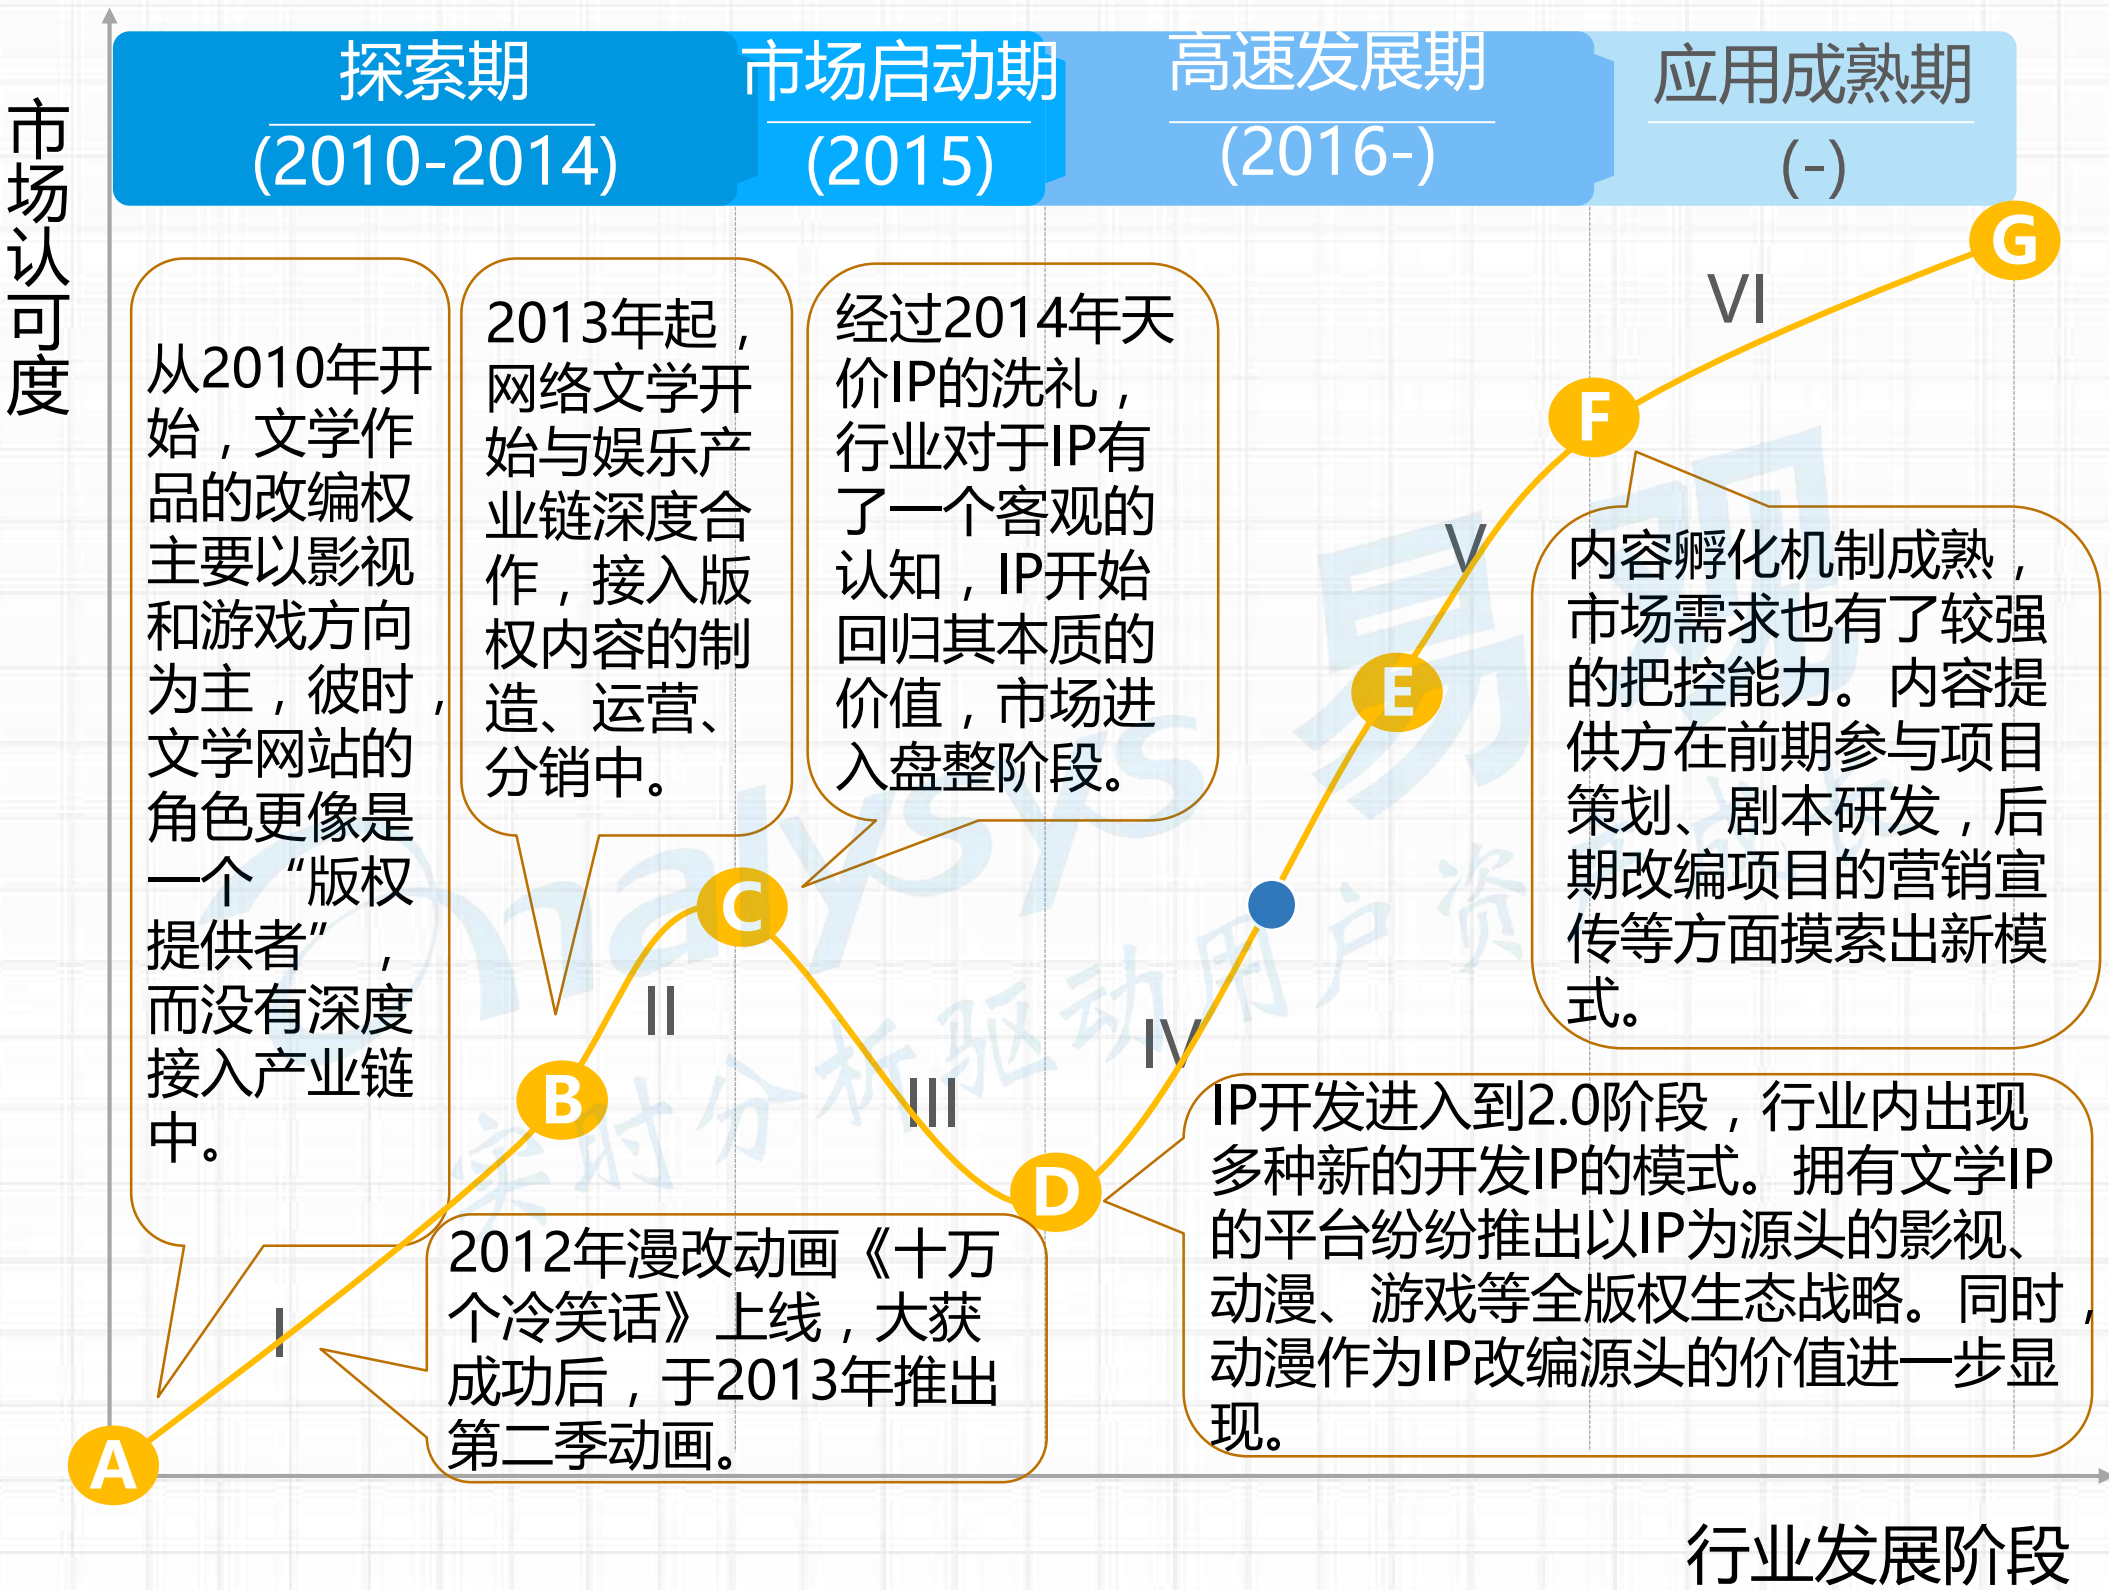 探索期
(2010-2014)
市场启动期
(2015)
高速发展期
(2016-)
应用成熟期
(-)
市场认可度
从2010年开
始，文学作
品的改编权
主要以影视
和游戏方向
为主，彼时，
文学网站的
角色更像是
一个“版权
提供者”，
而没有深度
接入产业链
中。
2013年起，
网络文学开
始与娱乐产
业链深度合
作，接入版
权内容的制
造、运营、
分销中。
经过2014年天
价IP的洗礼，
行业对于IP有
了一个客观的
认知，IP开始
回归其本质的
价值，市场进
入盘整阶段。
G
VI
F
V
内容孵化机制成熟，
市场需求也有了较强
的把控能力。内容提
供方在前期参与项目
策划、剧本研发，后
期改编项目的营销宣
传等方面摸索出新模
式。
E
C
II
B
III
IV
D
IP开发进入到2.0阶段，行业内出现
多种新的开发IP的模式。拥有文学IP
的平台纷纷推出以IP为源头的影视、
动漫、游戏等全版权生态战略。同时，
动漫作为IP改编源头的价值进一步显
现。
2012年漫改动画《十万
个冷笑话》上线，大获
成功后，于2013年推出
第二季动画。
I
A
行业发展阶段
analysys 易观
实时分析驱动用户资产成长